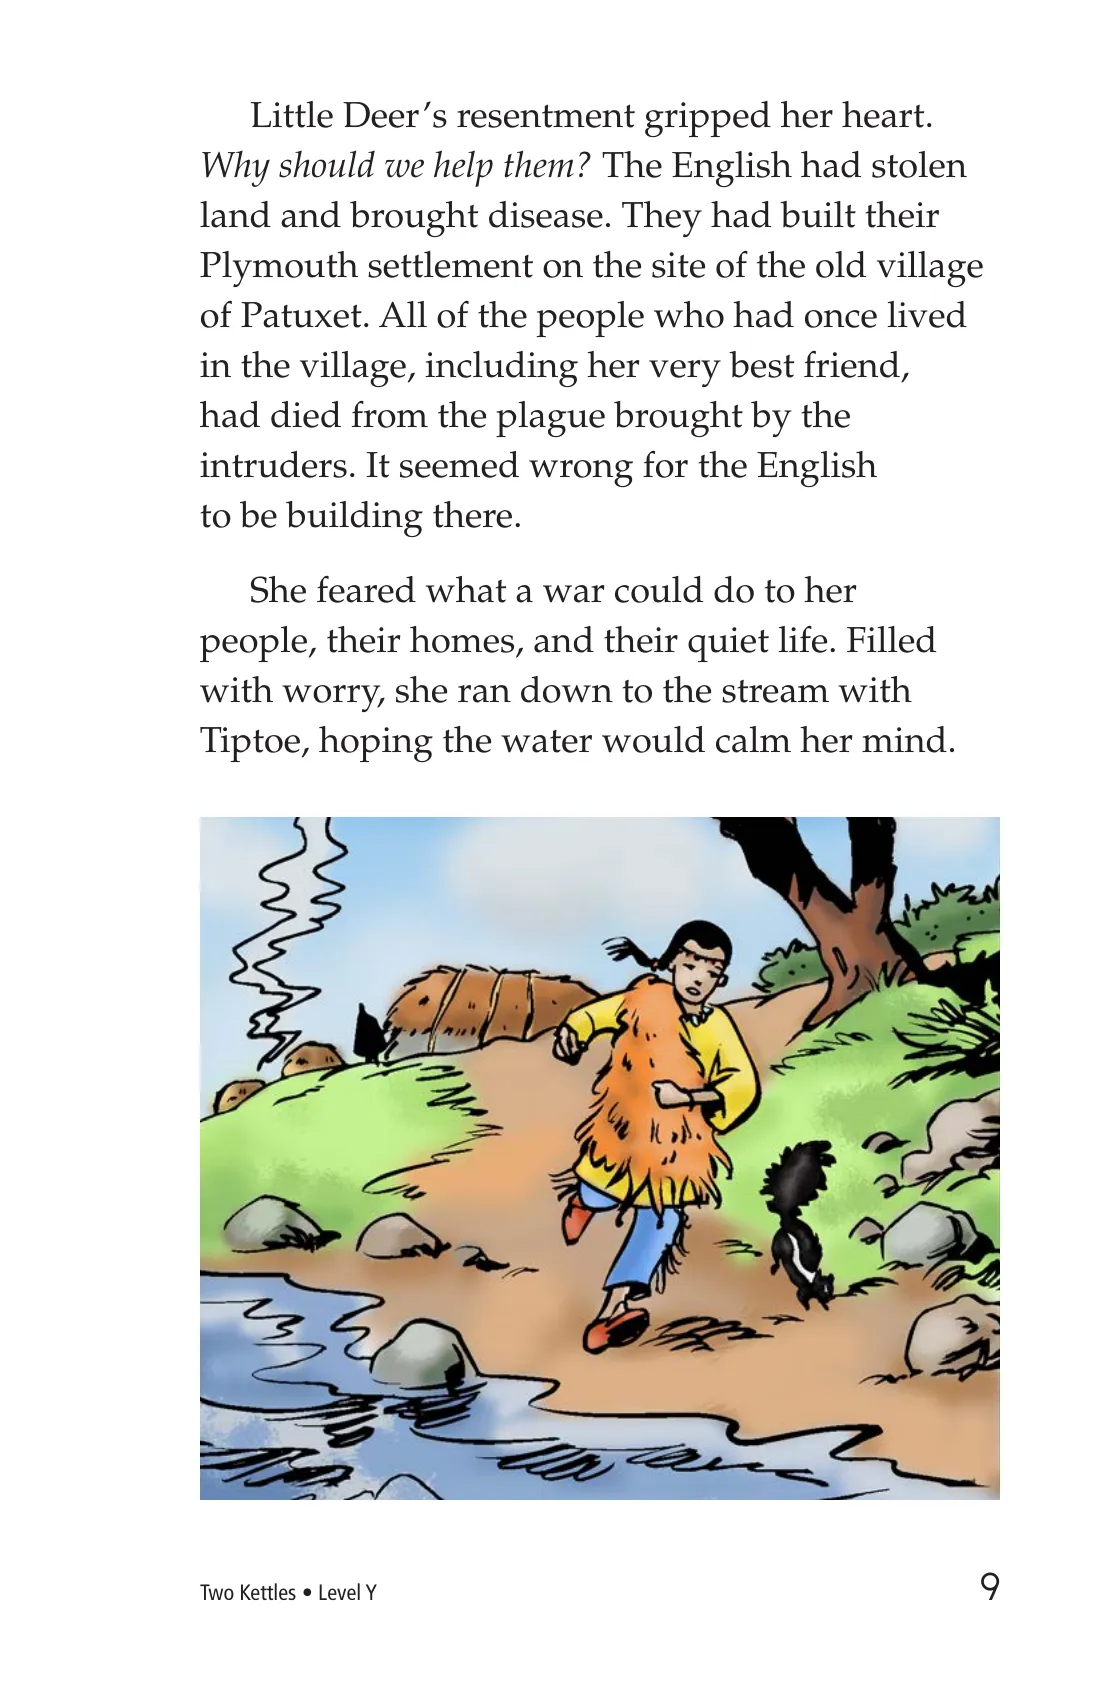 Little Deer’s resentment gripped her heart.
Why should we help them? The English had stolen
land and brought disease. They had built their
Plymouth settlement on the site of the old village
of Patuxet. All of the people who had once lived
in the village, including her very best friend,
had died from the plague brought by the
intruders. It seemed wrong for the English
to be building there.
She feared what a war could do to her
people, their homes, and their quiet life. Filled
with worry, she ran down to the stream with
Tiptoe, hoping the water would calm her mind.
Two Kettles • Level Y
9